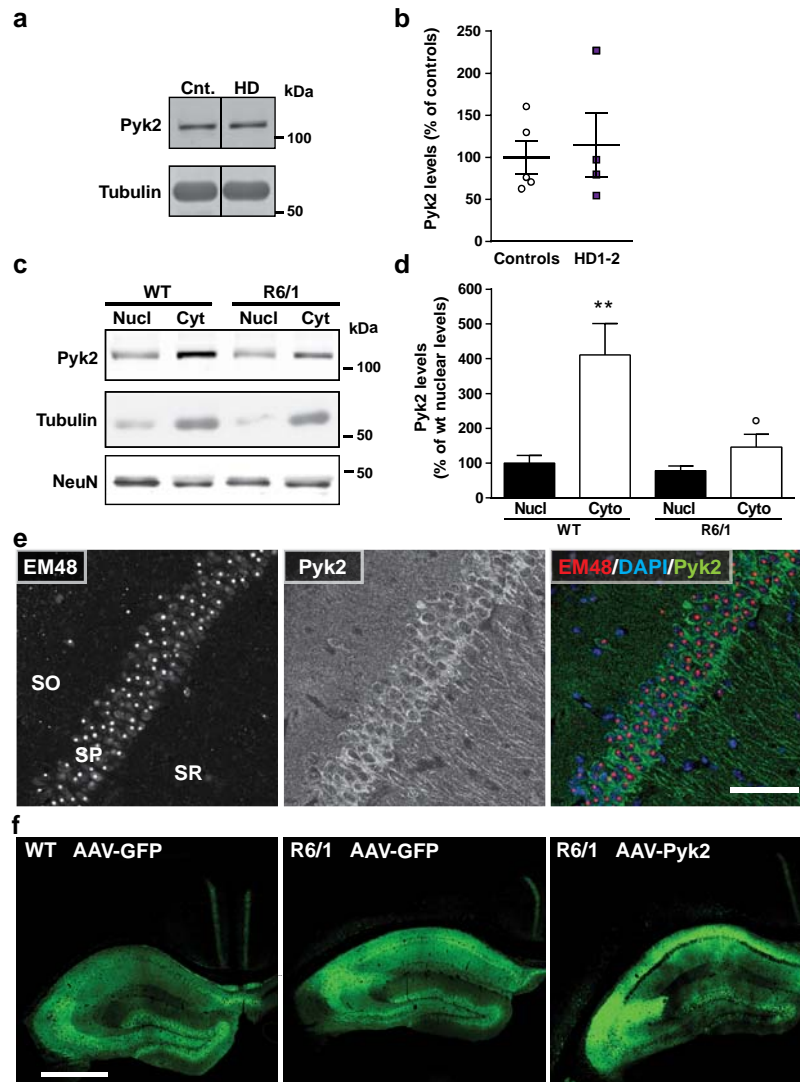 a
Cnt. HD kDa
Pyk2
100
Tubulin
50
b
Pyk2 levels (% of controls)
250
200
150
100
50
0
Controls HD1-2
c
WT R6/1
Nucl Cyt Nucl Cyt
kDa
Pyk2
100
Tubulin
50
NeuN
50
d
Pyk2 levels
(% of wt nuclear levels)
600
500
400
300
200
100
0
**
Nucl Cyto Nucl Cyto
WT R6/1
e
EM48
SO
SP
SR
Pyk2
EM48/DAPI/Pyk2
f
WT AAV-GFP
R6/1 AAV-GFP
R6/1 AAV-Pyk2